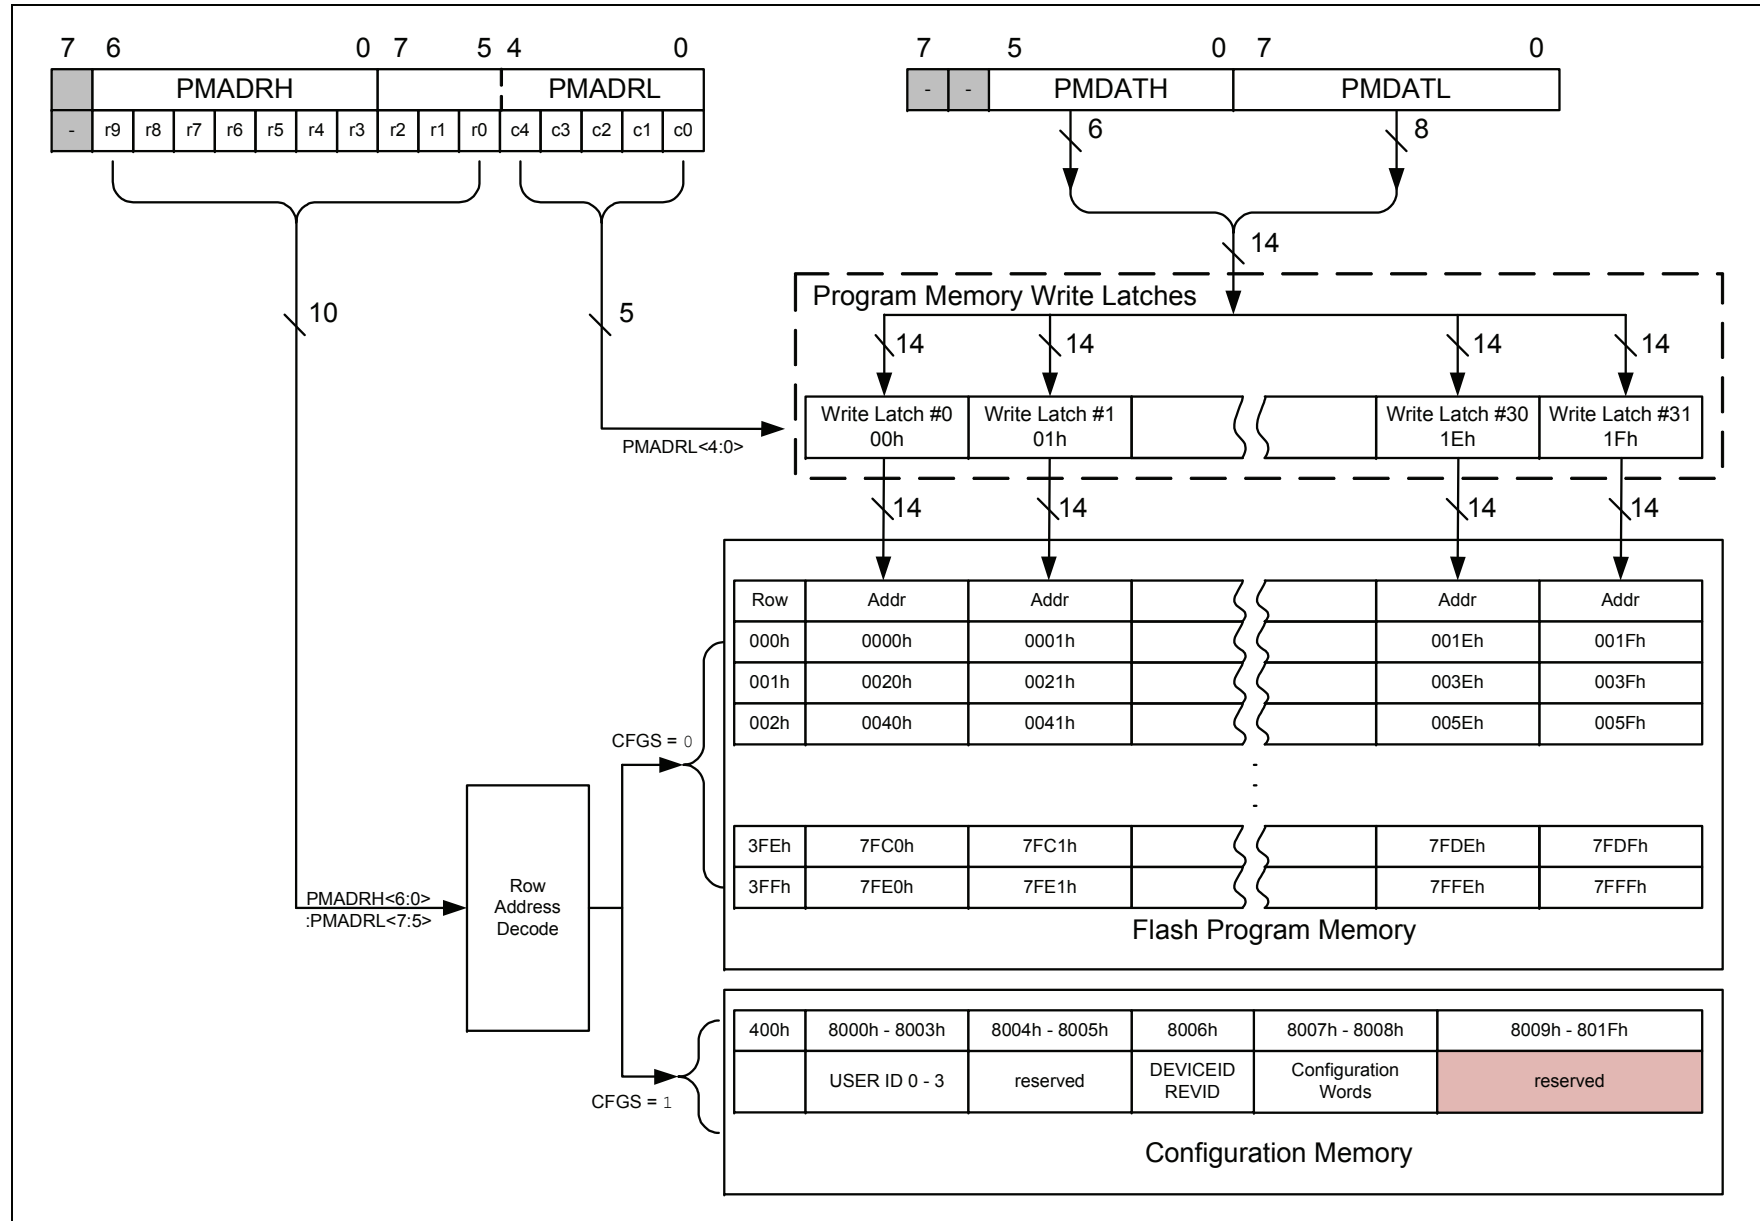 7 6 0 7 5 4 0
7 5 0 7 0
PMADRH PMADRL
- - PMDATH PMDATL
- r9 r8 r7 r6 r5 r4 r3 r2 r1 r0 c4 c3 c2 c1 c0
6 8
14
10 5
Program Memory Write Latches
14 14 14 14
Write Latch #0 Write Latch #1 Write Latch #30 Write Latch #31
00h 01h 1Eh 1Fh
PMADRL<4:0>
14 14 14 14
Row Addr Addr Addr Addr
000h 0000h 0001h 001Eh 001Fh
001h 0020h 0021h 003Eh 003Fh
002h 0040h 0041h 005Eh 005Fh
CFGS = 0
3FEh 7FC0h 7FC1h 7FDEh 7FDFh
3FFh 7FE0h 7FE1h 7FFEh 7FFFh
Flash Program Memory
PMADRH<6:0>
:PMADRL<7:5>
Row
Address
Decode
400h 8000h - 8003h 8004h - 8005h 8006h 8007h - 8008h 8009h - 801Fh
USER ID 0 - 3 reserved DEVICEID
REVID Configuration
Words reserved
CFGS = 1
Configuration Memory